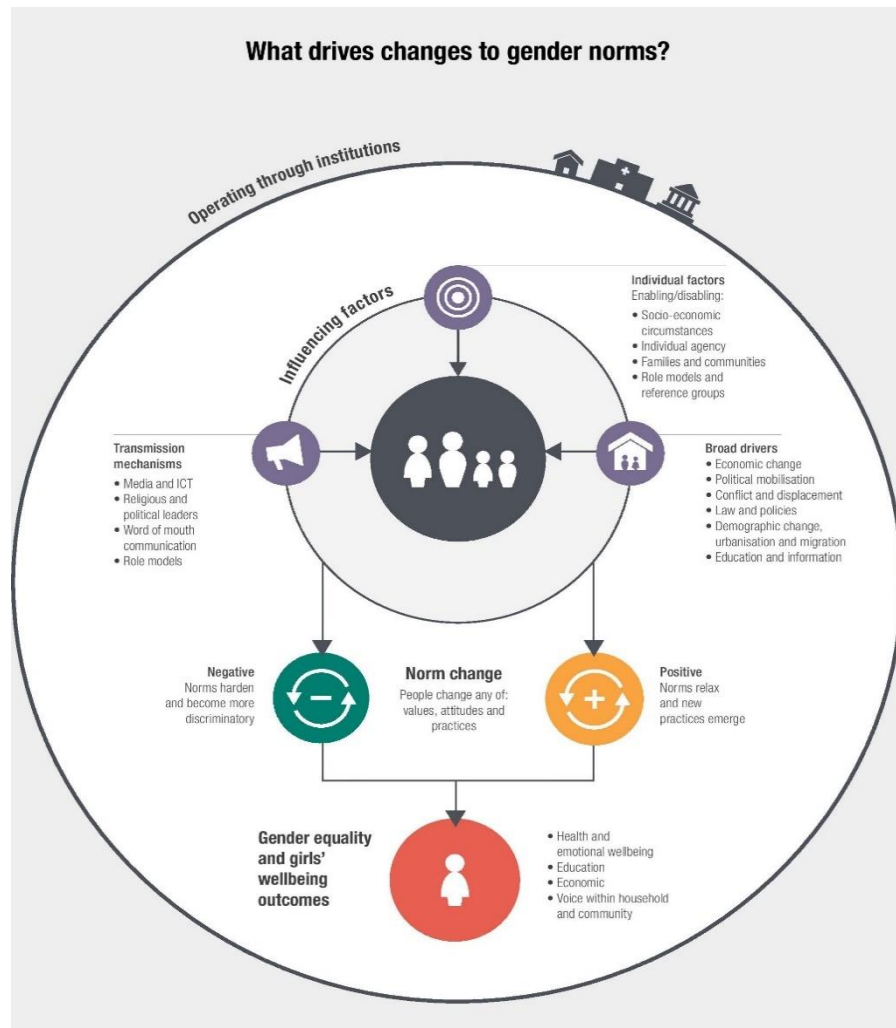 What drives changes to gender norms?
Operating through institutions
Influencing factors
Individual factors
Enabling/disabling:
• Socio-economic
circumstances
• Individual agency
• Families and communities
• Role models and
reference groups
Transmission
mechanisms
• Media and ICT
• Religious and
political leaders
• Word of mouth
communication
• Role models
Broad drivers
• Economic change
• Political mobilisation
• Conflict and displacement
• Law and policies
• Demographic change,
urbanisation and migration
• Education and information
Negative
Norms harden
and become more
discriminatory
Norm change
People change any of:
values, attitudes and
practices
Positive
Norms relax
and new
practices emerge
Gender equality
and girls'
wellbeing
outcomes
• Health and
emotional wellbeing
• Education
• Economic
• Voice within household
and community